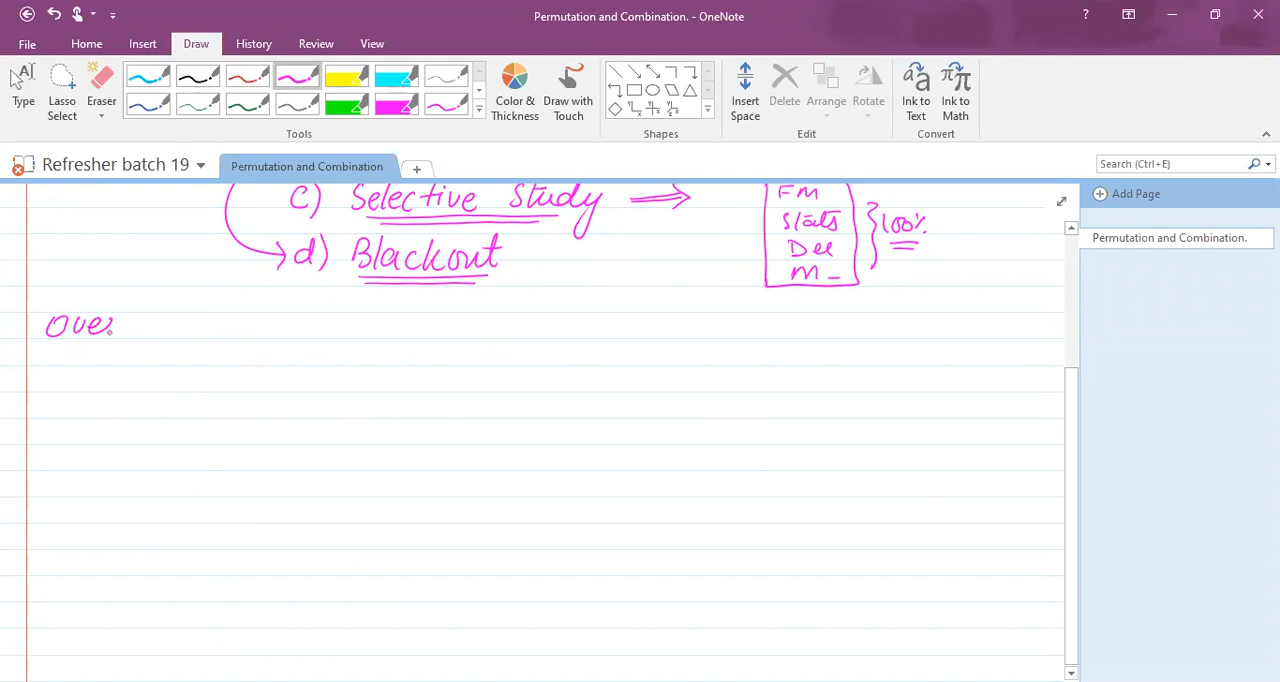 Permutation and Combination. - OneNote
?
File Home Insert Draw History Review View
Type
Lasso Select
Eraser
Color & Thickness
Draw with Touch
Insert Space
Delete
Arrange
Rotate
Ink to Text
Ink to Math
Tools Shapes Edit Convert
Refresher batch 19
Permutation and Combination
Search (Ctrl+E)
Add Page
Permutation and Combination.
c) Selective Study
FM
Stats
M
100%
d) Blackout